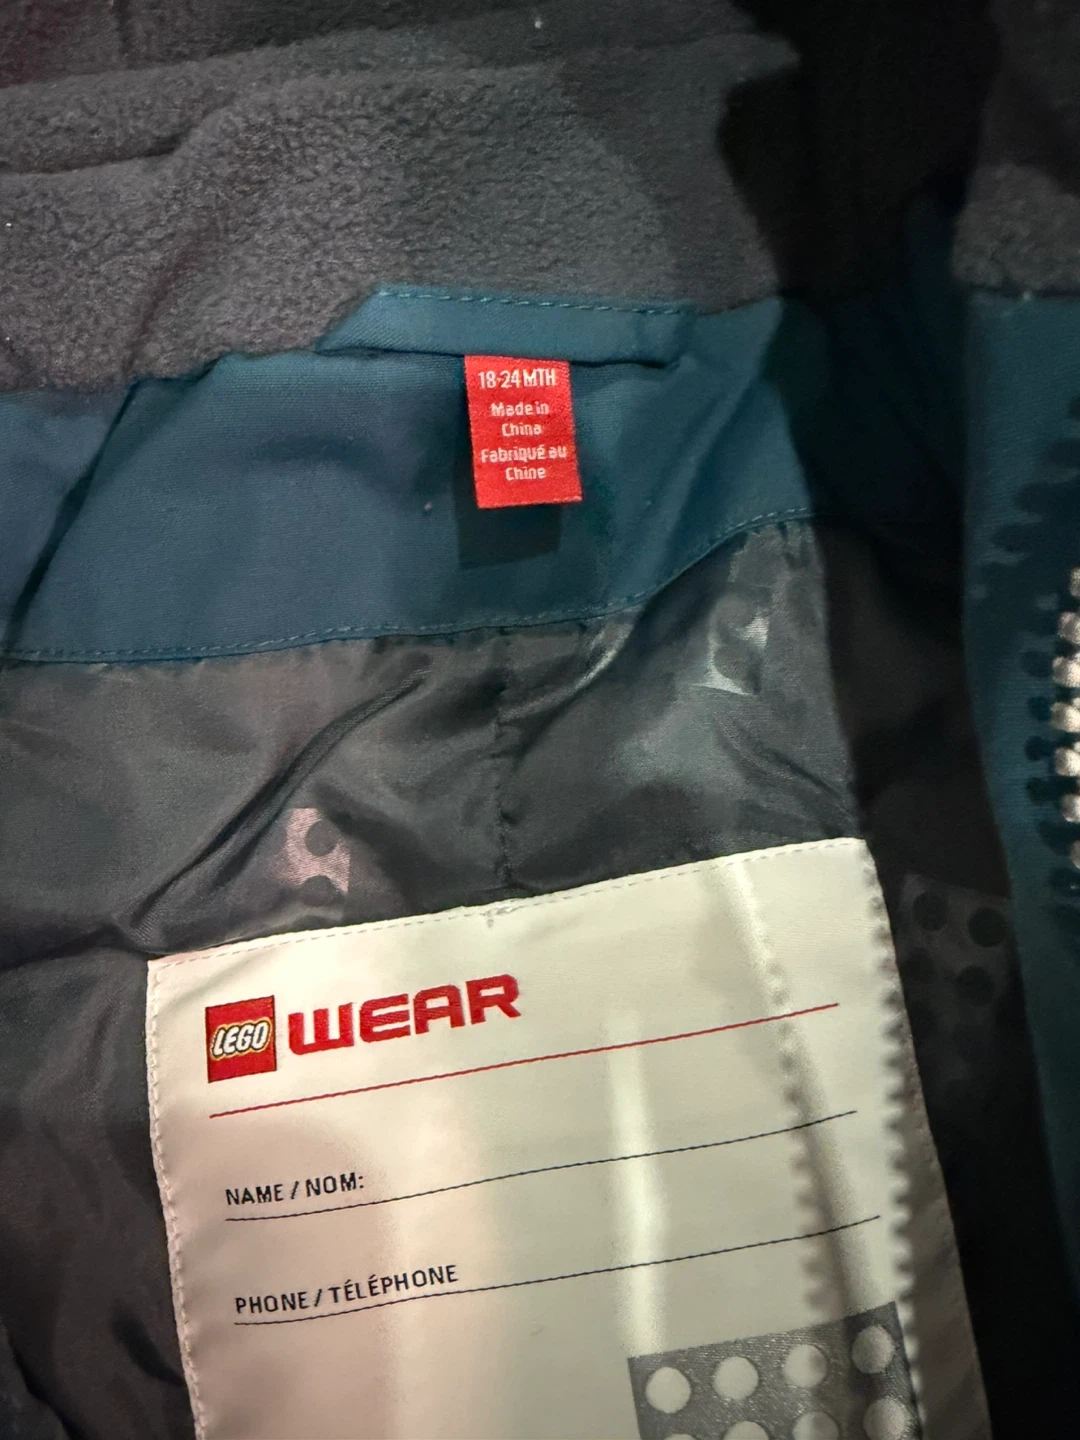 18-24 MTH
Made in
China
Fabriqué au
Chine
LEGO WEAR
NAME / NOM:
PHONE / TÉLÉPHONE